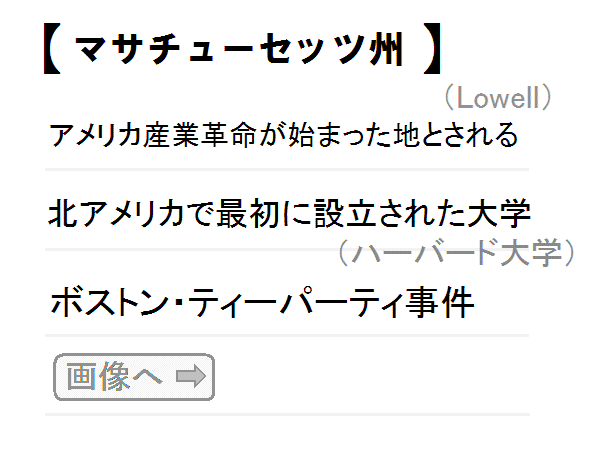 【 マサチューセッツ州 】
（Lowell）
アメリカ産業革命が始まった地とされる
北アメリカで最初に設立された大学
（ハーバード大学）
ボストン・ティーパーティ事件
画像へ ⇨